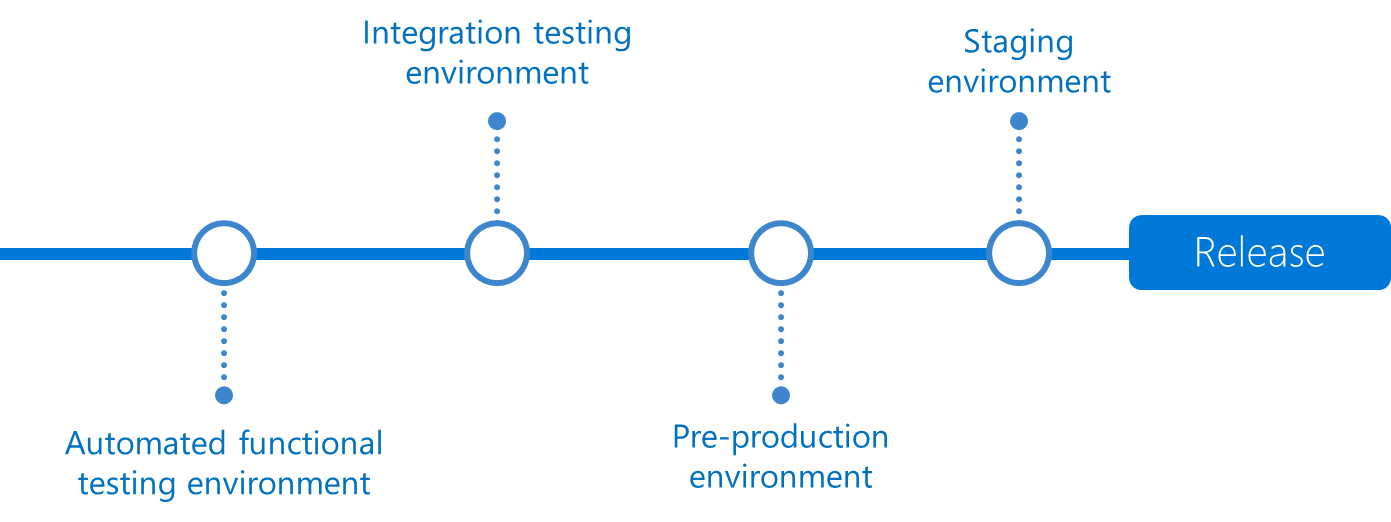 Integration testing
environment
Staging
environment
Release
Automated functional
testing environment
Pre-production
environment